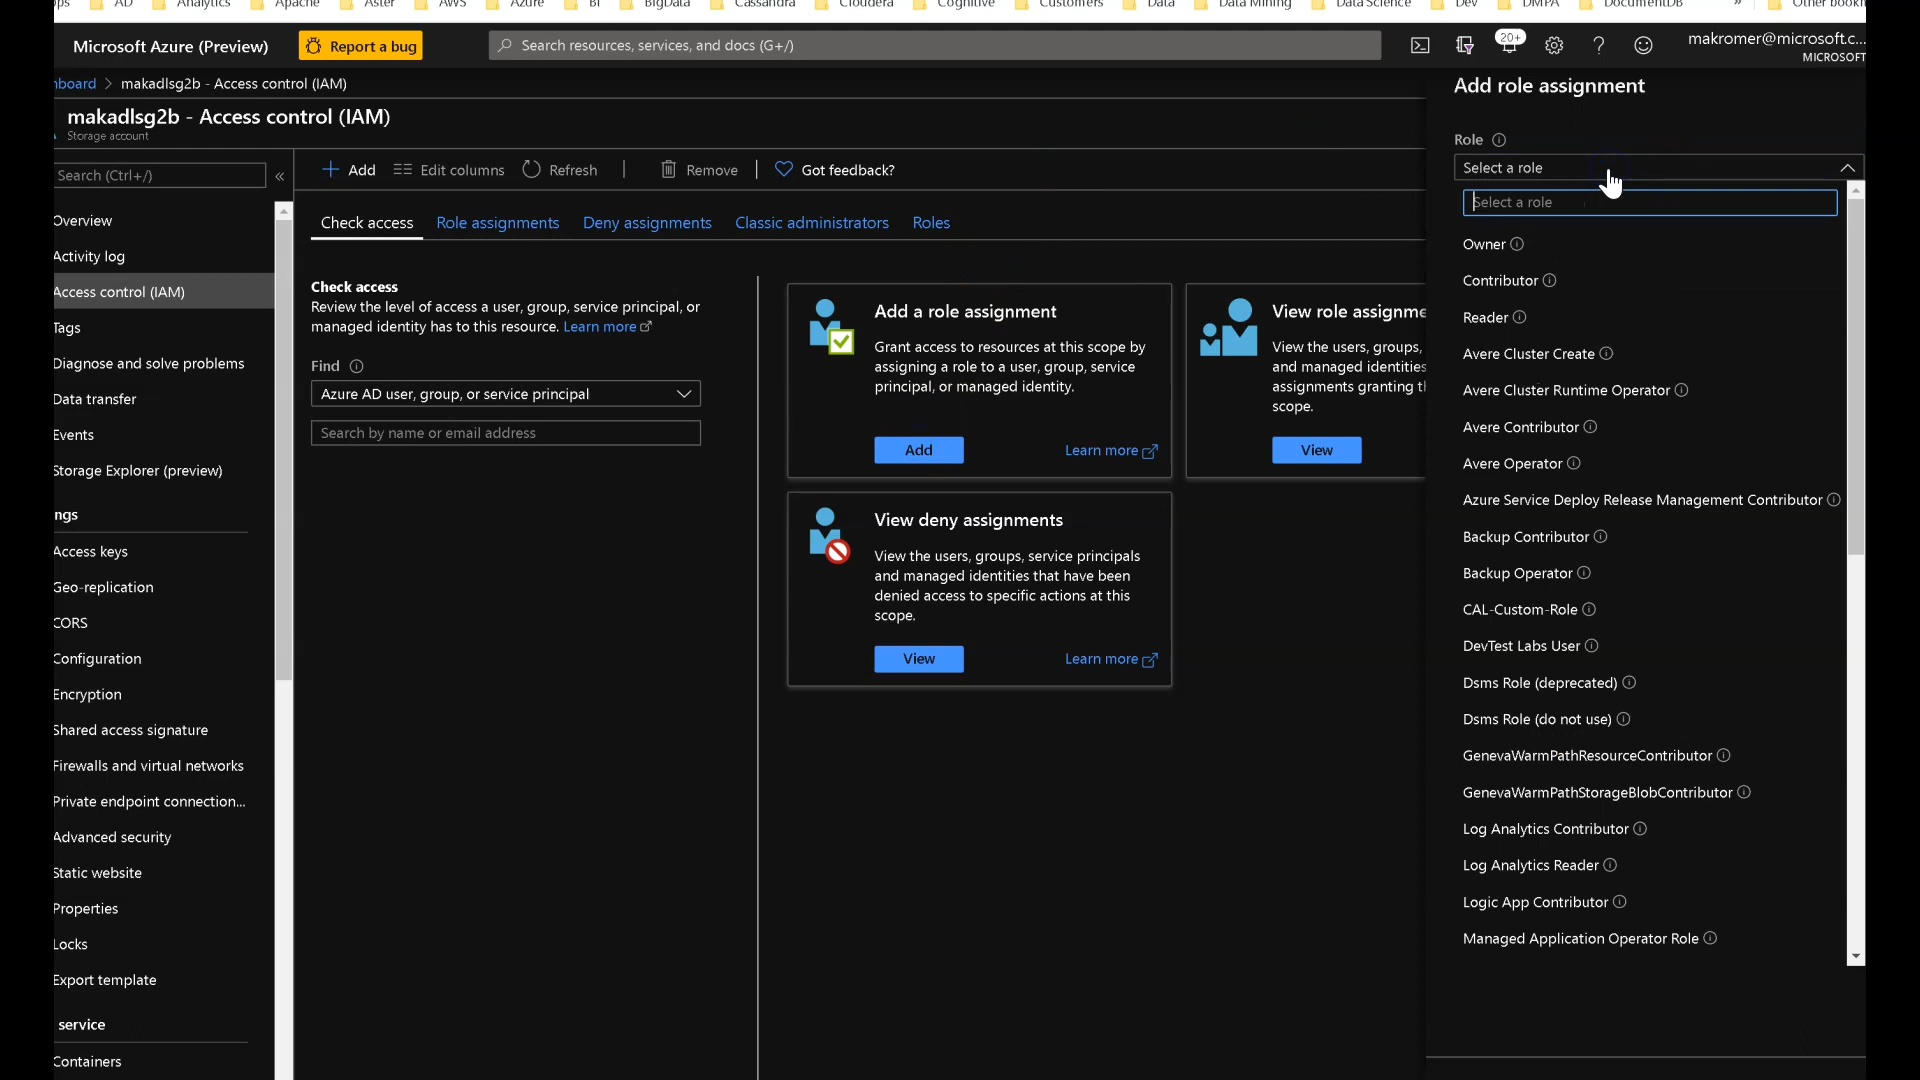 ps AD Analytics Apache Aster AWS Azure BI BigData Cassandra Cloudera Cognitive Customers Data Data Mining Data Science Dev DMPA DocumentDB » Other bookm
Microsoft Azure (Preview)
Report a bug
Search resources, services, and docs (G+/)
20+
makromer@microsoft.c...
MICROSOFT
hboard > makadlsg2b - Access control (IAM)
makadlsg2b - Access control (IAM)
Storage account
Search (Ctrl+/)
«
Overview
Activity log
Access control (IAM)
Tags
Diagnose and solve problems
Data transfer
Events
Storage Explorer (preview)
ngs
Access keys
Geo-replication
CORS
Configuration
Encryption
Shared access signature
Firewalls and virtual networks
Private endpoint connection...
Advanced security
Static website
Properties
Locks
Export template
service
Containers
Add
Edit columns
Refresh
Remove
Got feedback?
Check access
Role assignments
Deny assignments
Classic administrators
Roles
Check access
Review the level of access a user, group, service principal, or
managed identity has to this resource. Learn more
Find
Azure AD user, group, or service principal
Search by name or email address
Add a role assignment
Grant access to resources at this scope by
assigning a role to a user, group, service
principal, or managed identity.
Add
Learn more
View role assignme
View the users, groups,
and managed identities
assignments granting th
scope.
View
View deny assignments
View the users, groups, service principals
and managed identities that have been
denied access to specific actions at this
scope.
View
Learn more
Add role assignment
Role
Select a role
Select a role
Owner
Contributor
Reader
Avere Cluster Create
Avere Cluster Runtime Operator
Avere Contributor
Avere Operator
Azure Service Deploy Release Management Contributor
Backup Contributor
Backup Operator
CAL-Custom-Role
DevTest Labs User
Dsms Role (deprecated)
Dsms Role (do not use)
GenevaWarmPathResourceContributor
GenevaWarmPathStorageBlobContributor
Log Analytics Contributor
Log Analytics Reader
Logic App Contributor
Managed Application Operator Role